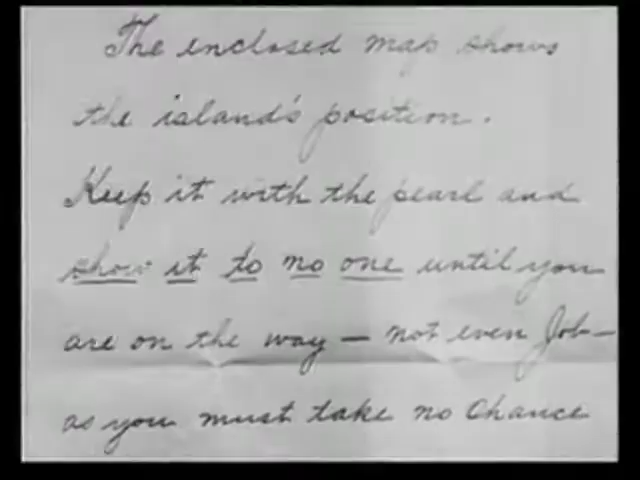 The enclosed map shows
the island's position.
Keep it with the pearl and
show it to no one until you
are on the way — not even Job —
as you must take no chance